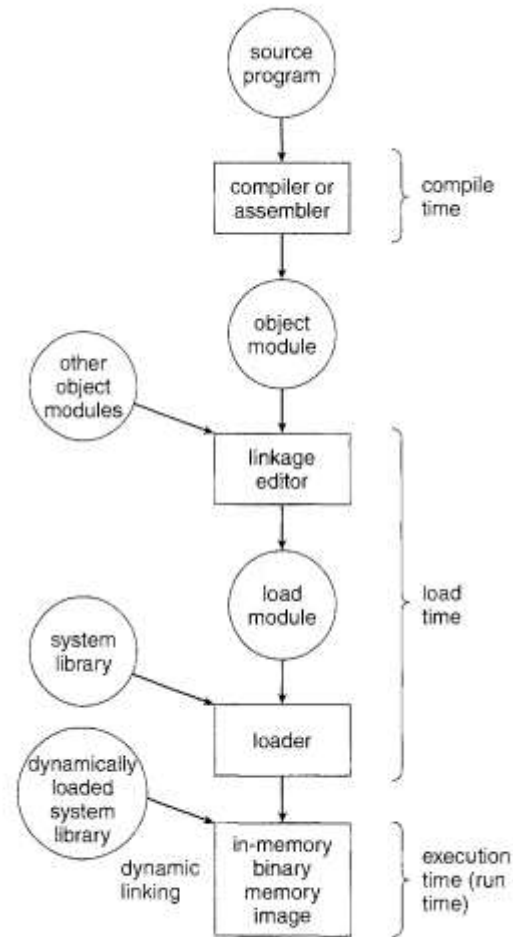 source
program
compiler or
assembler
compile
time
object
module
other
object
modules
linkage
editor
load
module
load
time
system
library
loader
dynamically
loaded
system
library
dynamic
linking
in-memory
binary
memory
image
execution
time (run
time)